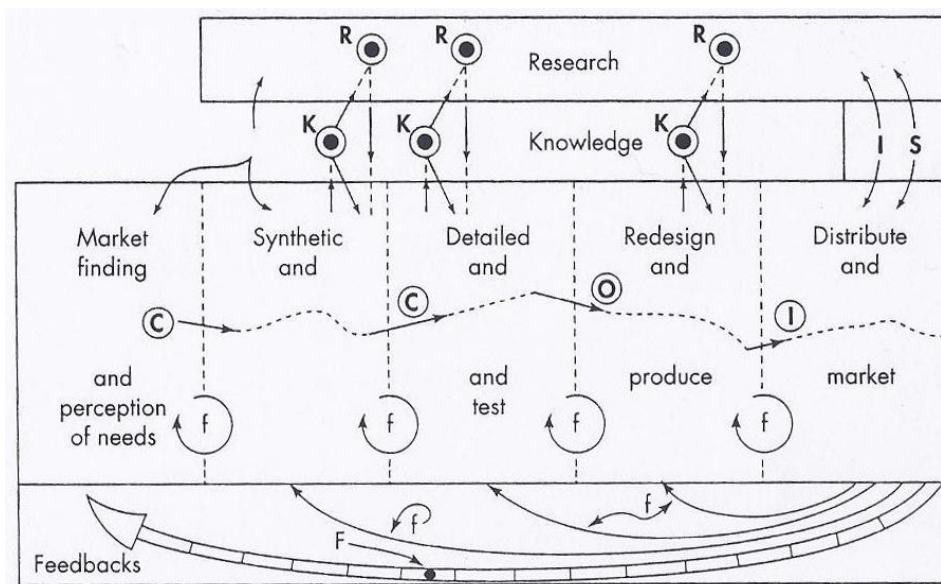 R R R
Research
K K K
Knowledge
I S
Market
finding
Synthetic
and
Detailed
and
Redesign
and
Distribute
and
C C O I
and
perception
of needs
and
test
produce
market
f f f f
f f
F
Feedbacks